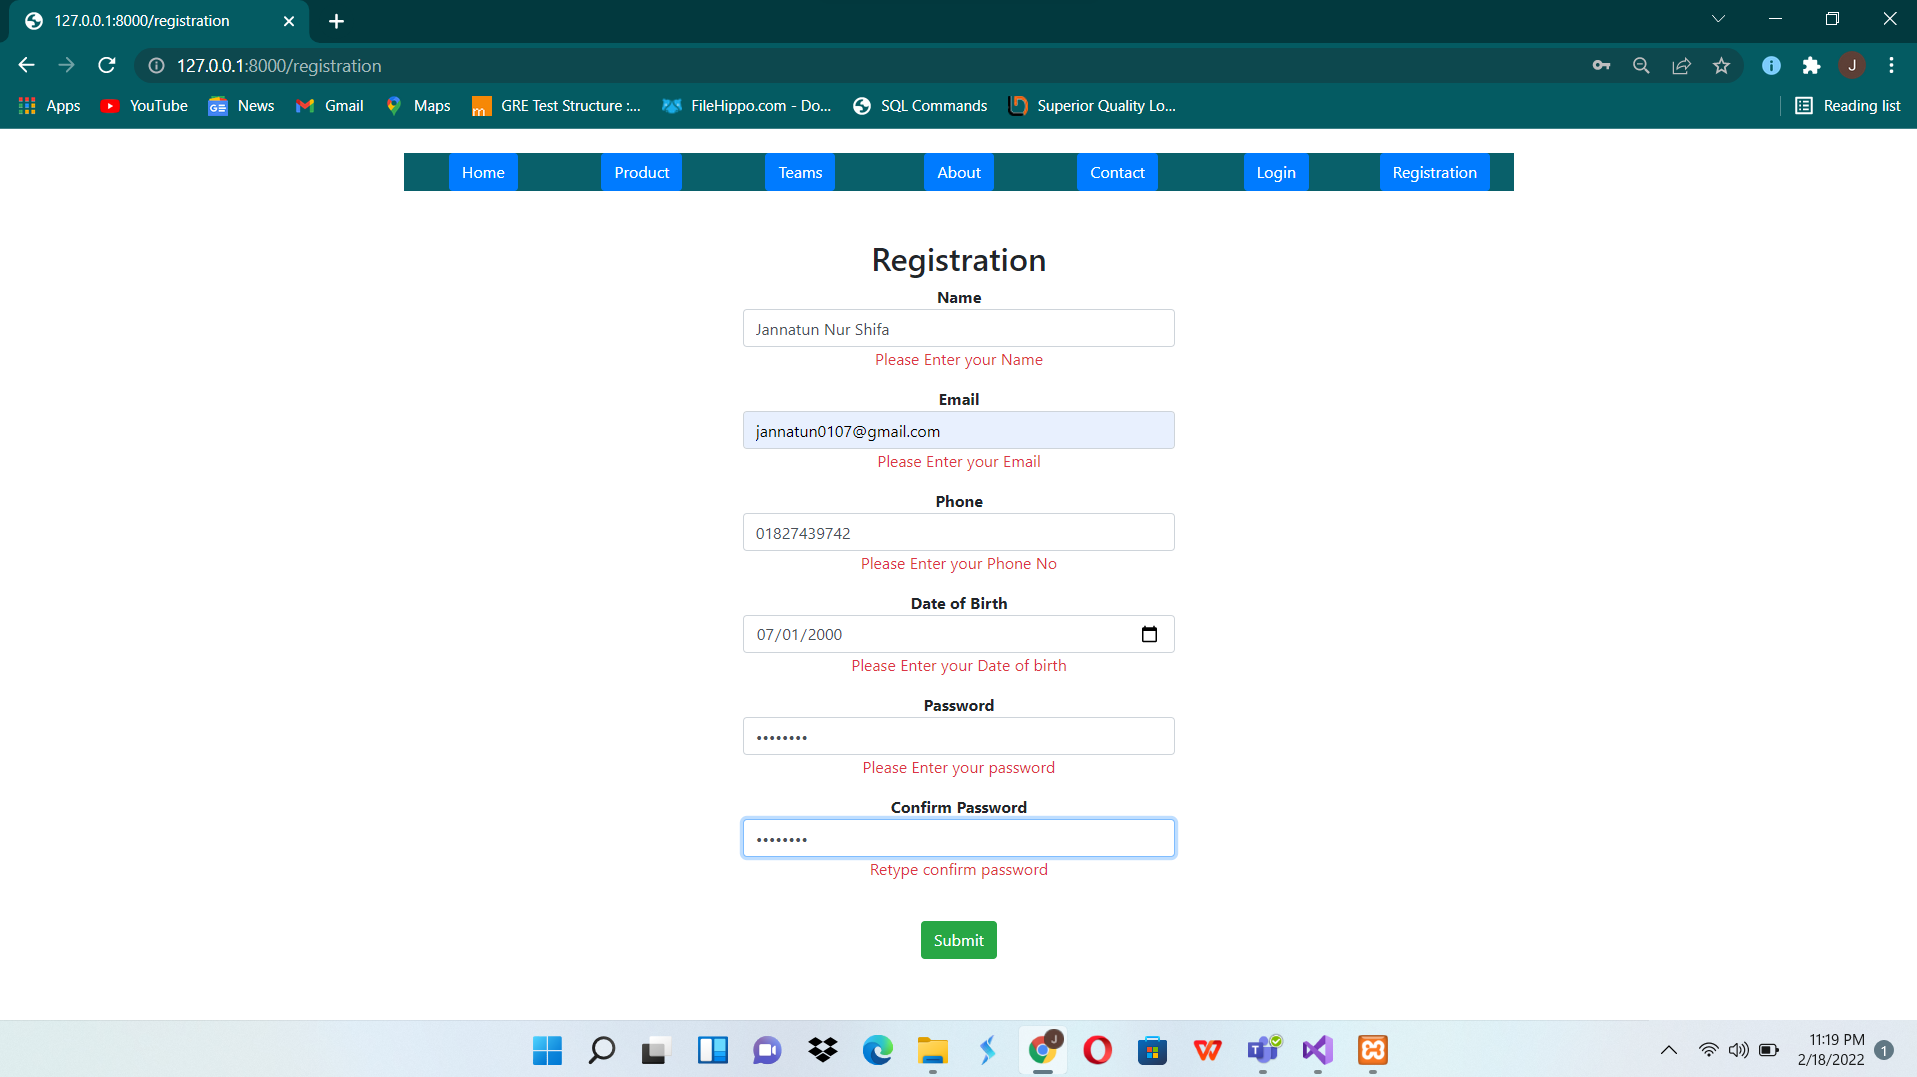 127.0.0.1:8000/registration
127.0.0.1:8000/registration
Apps YouTube News Gmail Maps GRE Test Structure :... FileHippo.com - Do... SQL Commands Superior Quality Lo... Reading list
Home Product Teams About Contact Login Registration
Registration
Name
Jannatun Nur Shifa
Please Enter your Name
Email
jannatun0107@gmail.com
Please Enter your Email
Phone
01827439742
Please Enter your Phone No
Date of Birth
07/01/2000
Please Enter your Date of birth
Password
••••••••
Please Enter your password
Confirm Password
••••••••
Retype confirm password
Submit
11:19 PM
2/18/2022
1